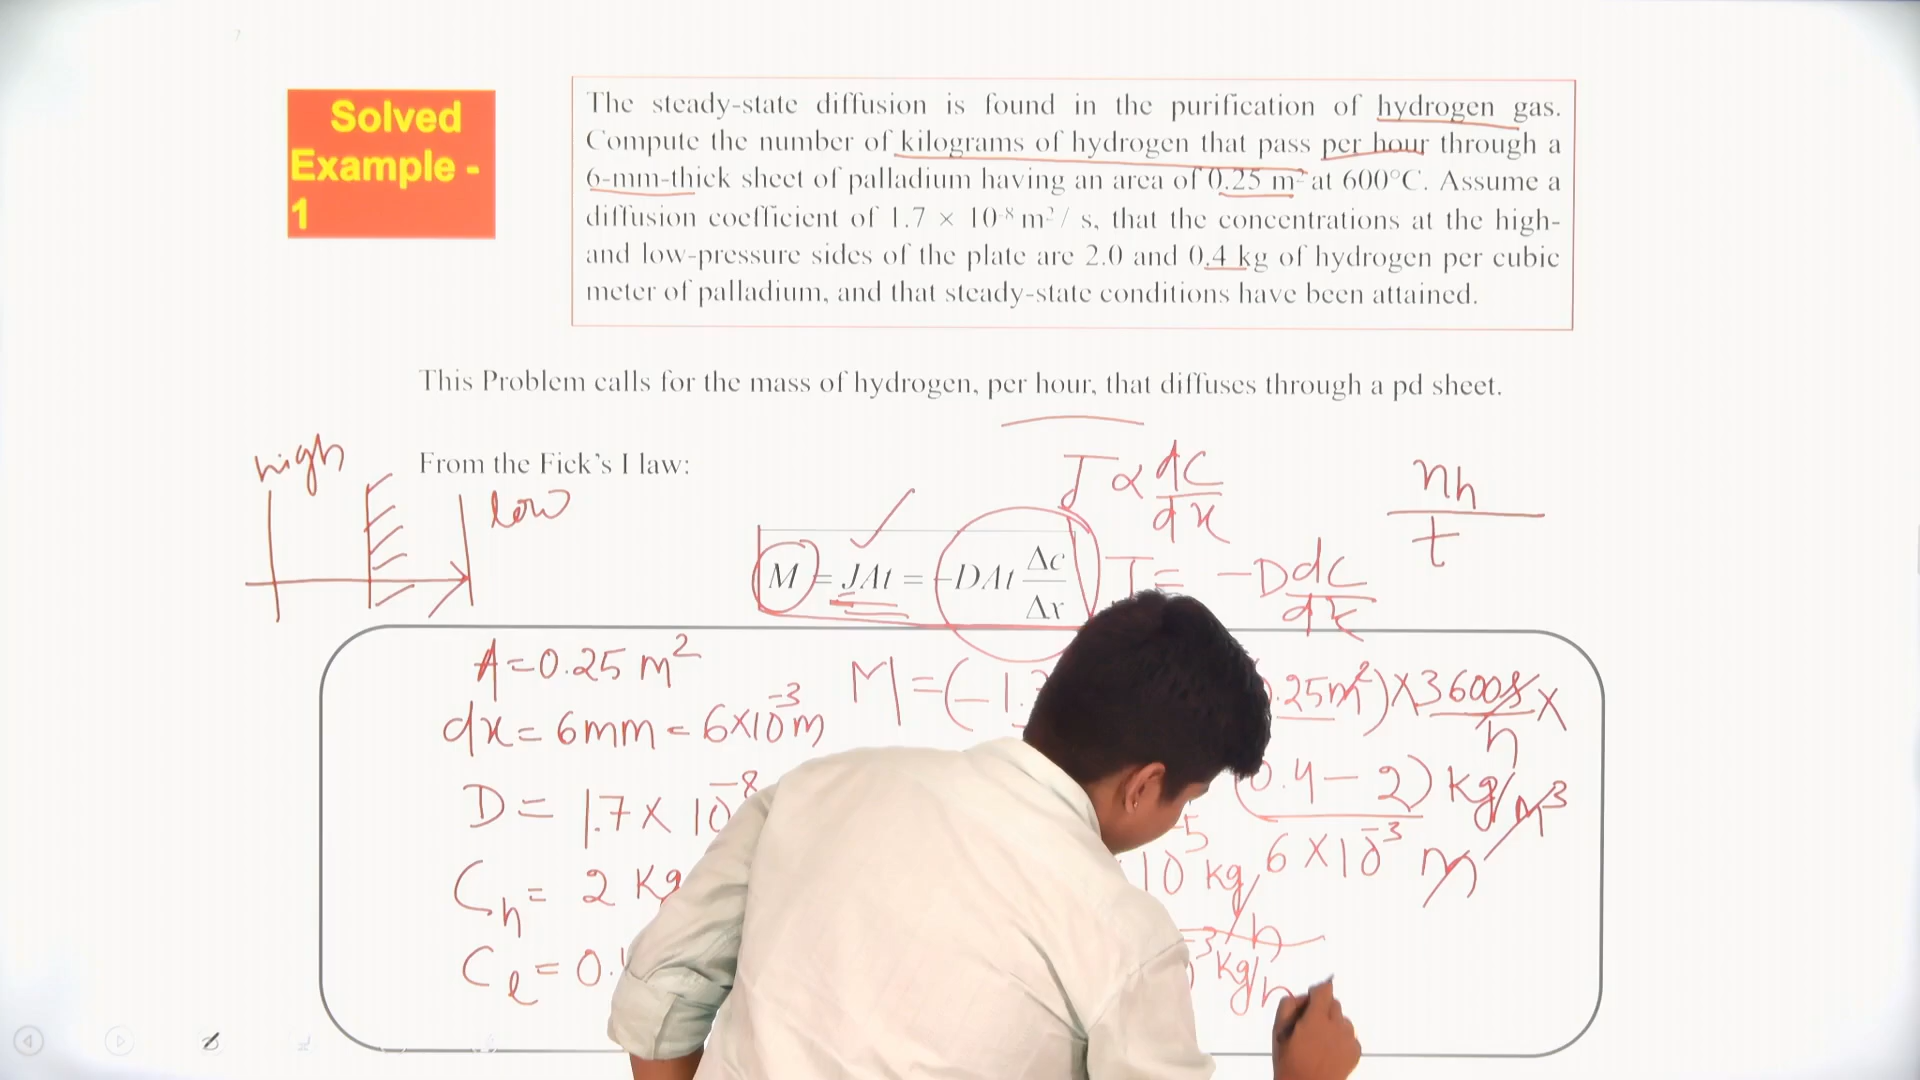 Solved
Example -
1
The steady-state diffusion is found in the purification of hydrogen gas.
Compute the number of kilograms of hydrogen that pass per hour through a
6-mm-thick sheet of palladium having an area of 0.25 m² at 600°C. Assume a
diffusion coefficient of 1.7 × 10⁻⁸ m²/ s, that the concentrations at the high-
and low-pressure sides of the plate are 2.0 and 0.4 kg of hydrogen per cubic
meter of palladium, and that steady-state conditions have been attained.
This Problem calls for the mass of hydrogen, per hour, that diffuses through a pd sheet.
From the Fick's I law:
high
low
J ∝ dC/dx
nh/t
M = JAt = -DAt Δc/Δx
J = -D dC/dx
A = 0.25 m²
dx = 6mm = 6×10⁻³m
D = 1.7 × 10⁻⁸
Ch = 2 Kg
Cl = 0.
M = (-1.
.25m²) × 3600s/h ×
0.4 - 2) kg/m³
6 × 10⁻³ m
10⁻⁵ kg/h
⁻³ kg/h